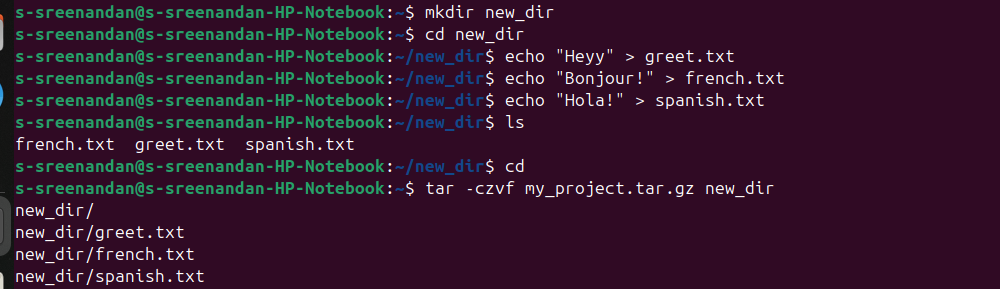 s-sreenandan@s-sreenandan-HP-Notebook:~$ mkdir new_dir
s-sreenandan@s-sreenandan-HP-Notebook:~$ cd new_dir
s-sreenandan@s-sreenandan-HP-Notebook:~/new_dir$ echo "Heyy" > greet.txt
s-sreenandan@s-sreenandan-HP-Notebook:~/new_dir$ echo "Bonjour!" > french.txt
s-sreenandan@s-sreenandan-HP-Notebook:~/new_dir$ echo "Hola!" > spanish.txt
s-sreenandan@s-sreenandan-HP-Notebook:~/new_dir$ ls
french.txt  greet.txt  spanish.txt
s-sreenandan@s-sreenandan-HP-Notebook:~/new_dir$ cd
s-sreenandan@s-sreenandan-HP-Notebook:~$ tar -czvf my_project.tar.gz new_dir
new_dir/
new_dir/greet.txt
new_dir/french.txt
new_dir/spanish.txt